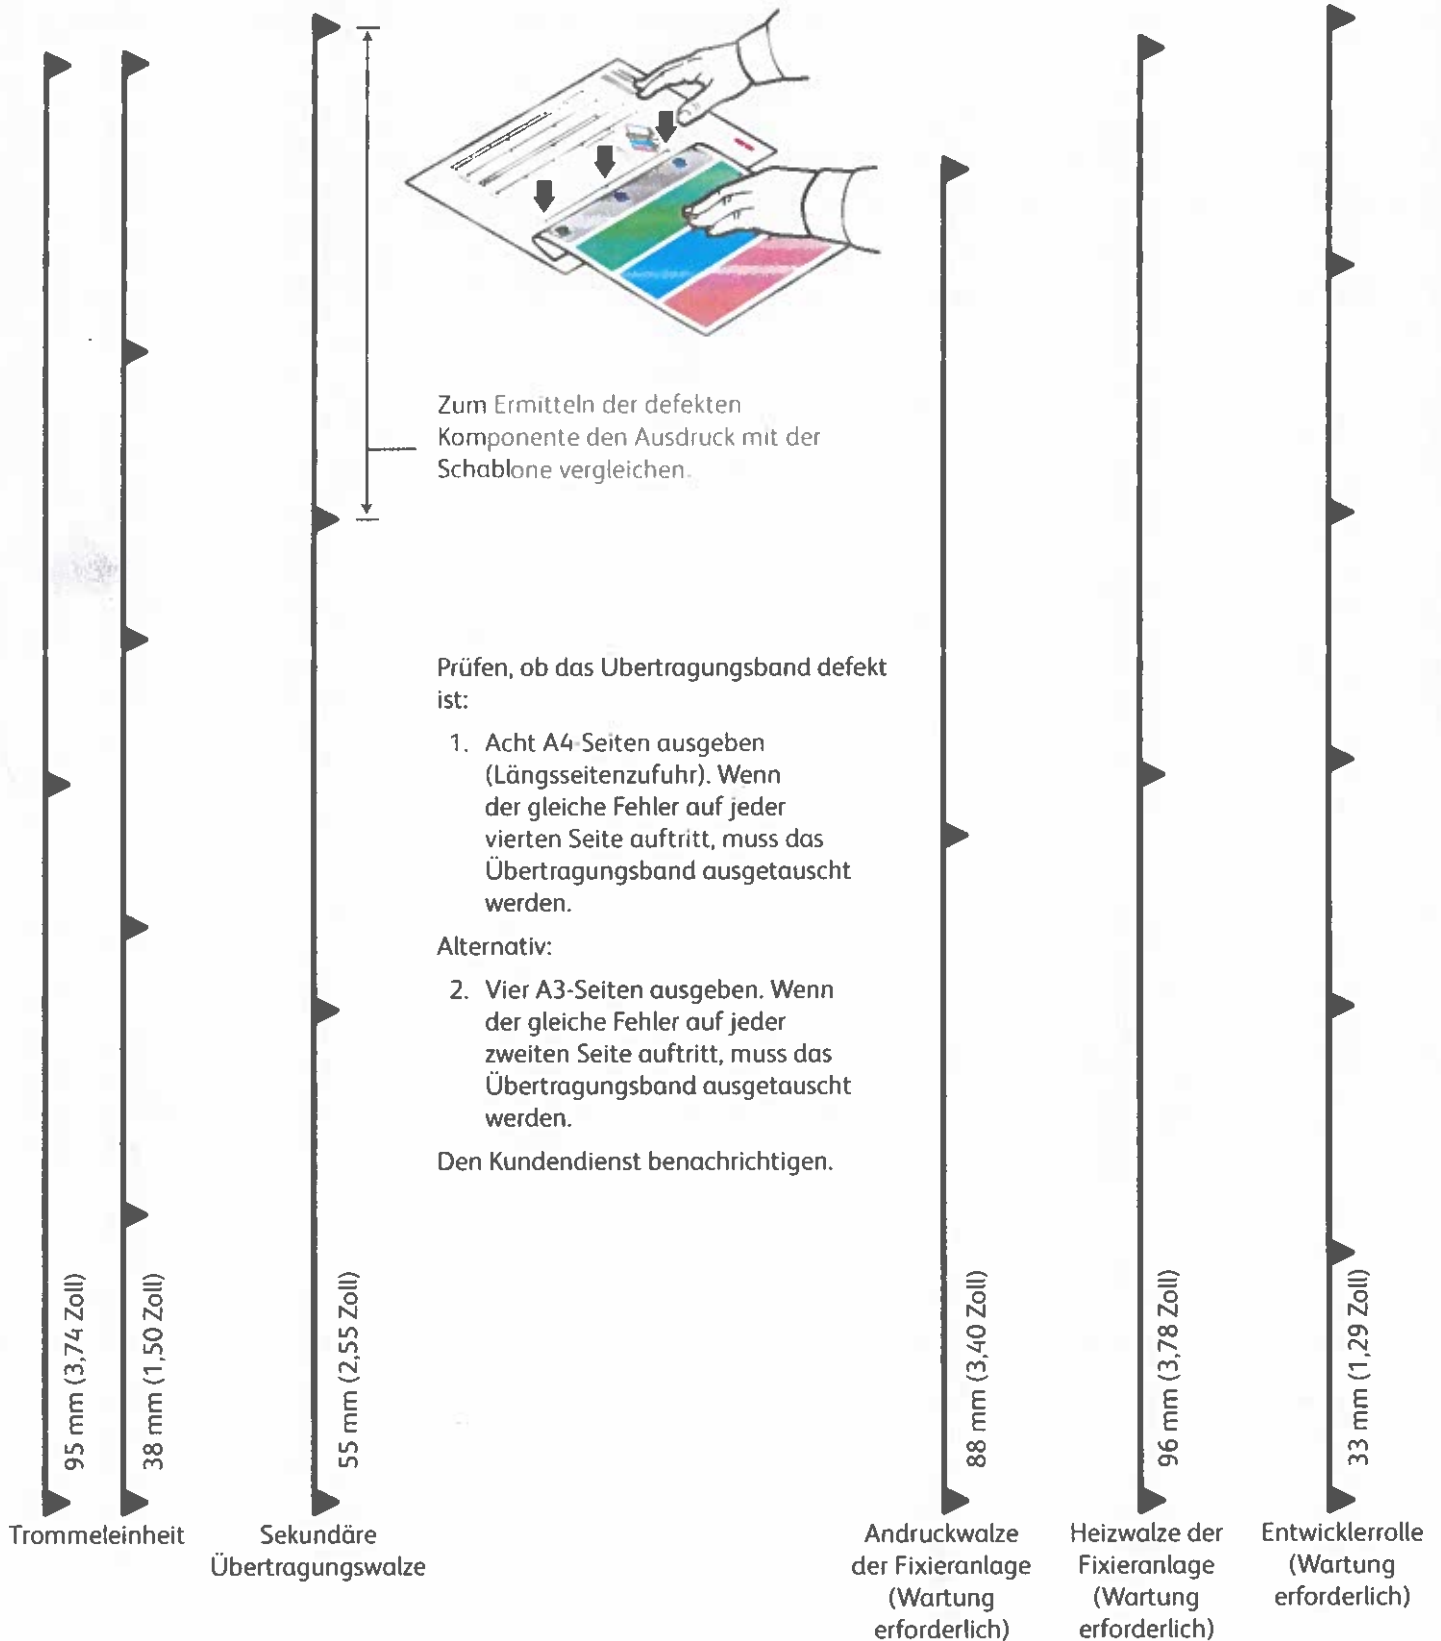 Zum Ermitteln der defekten
Komponente den Ausdruck mit der
Schablone vergleichen.
Prüfen, ob das Ubertragungsband defekt
ist:
1. Acht A4-Seiten ausgeben
(Längsseitenzufuhr). Wenn
der gleiche Fehler auf jeder
vierten Seite auftritt, muss das
Übertragungsband ausgetauscht
werden.
Alternativ:
2. Vier A3-Seiten ausgeben. Wenn
der gleiche Fehler auf jeder
zweiten Seite auftritt, muss das
Übertragungsband ausgetauscht
werden.
Den Kundendienst benachrichtigen.
95 mm (3,74 Zoll)
38 mm (1,50 Zoll)
55 mm (2,55 Zoll)
88 mm (3,40 Zoll)
96 mm (3,78 Zoll)
33 mm (1,29 Zoll)
Trommeleinheit
Sekundäre
Übertragungswalze
Andruckwalze
der Fixieranlage
(Wartung
erforderlich)
Heizwalze der
Fixieranlage
(Wartung
erforderlich)
Entwicklerrolle
(Wartung
erforderlich)